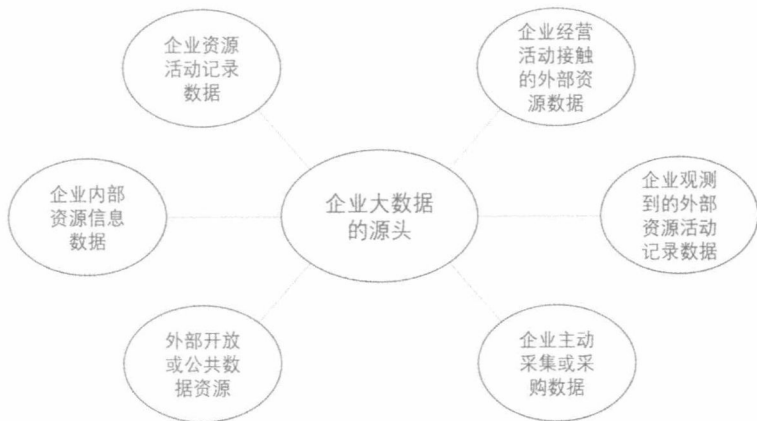 企业资源
活动记录
数据
企业经营
活动接触
的外部资
源数据
企业内部
资源信息
数据
企业大数据
的源头
企业观测
到的外部
资源活动
记录数据
外部开放
或公共数
据资源
企业主动
采集或采
购数据